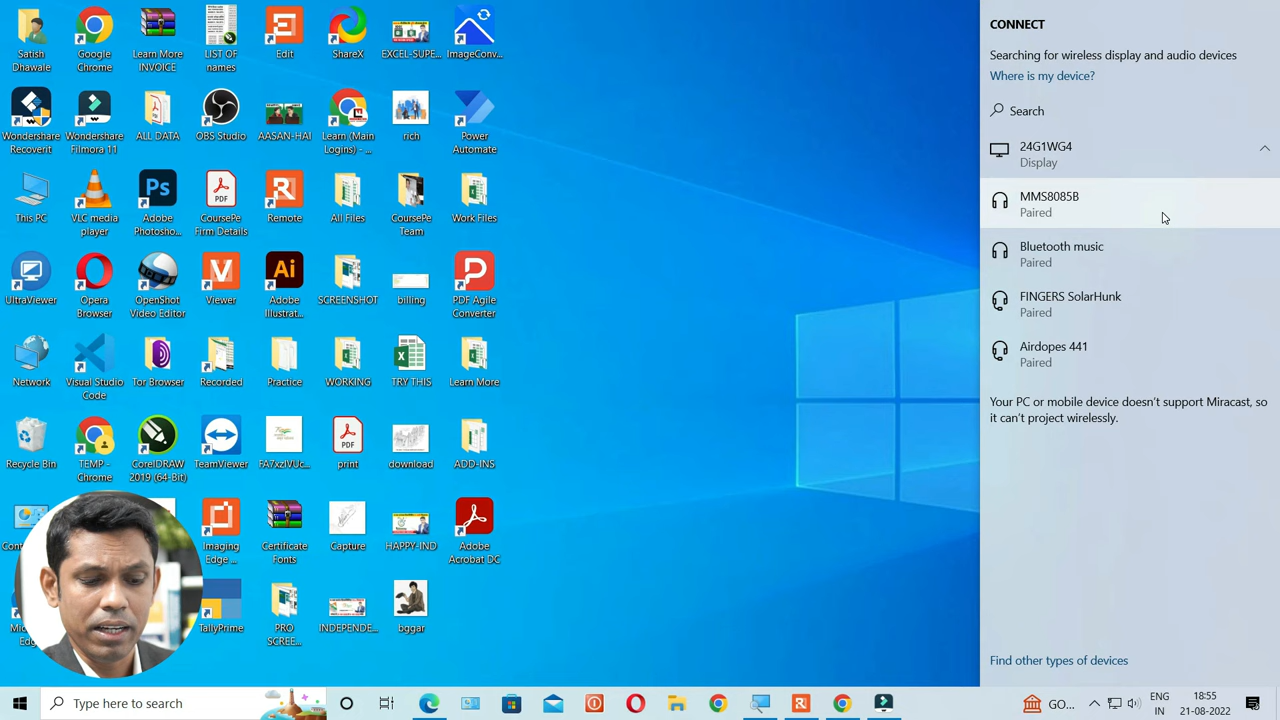 Satish
Dhawale
Google
Chrome
Learn More
INVOICE
LIST OF
names
Edit
ShareX
EXCEL-SUPE...
ImageConv...
Wondershare
Recoverit
Wondershare
Filmora 11
ALL DATA
OBS Studio
AASAN-HAI
Learn (Main
Logins) - ...
rich
Power
Automate
This PC
VLC media
player
Adobe
Photosho...
CoursePe
Firm Details
Remote
All Files
CoursePe
Team
Work Files
UltraViewer
Opera
Browser
OpenShot
Video Editor
Viewer
Adobe
Illustrat...
SCREENSHOT
billing
PDF Agile
Converter
Network
Visual Studio
Code
Tor Browser
Recorded
Practice
WORKING
TRY THIS
Learn More
Recycle Bin
TEMP -
Chrome
CorelDRAW
2019 (64-Bit)
TeamViewer
FA7xzIVUc...
print
download
ADD-INS
Imaging
Edge ...
Certificate
Fonts
Capture
HAPPY-IND
Adobe
Acrobat DC
TallyPrime
PRO
SCREE...
INDEPENDE...
bggar
CONNECT
Searching for wireless display and audio devices
Where is my device?
Search
24G1WG4
Display
MMS8085B
Paired
Bluetooth music
Paired
FINGERS SolarHunk
Paired
Airdopes 441
Paired
Your PC or mobile device doesn't support Miracast, so
it can't project wirelessly.
Find other types of devices
Type here to search
GO...
ENG
IN
18:55
21-08-2022